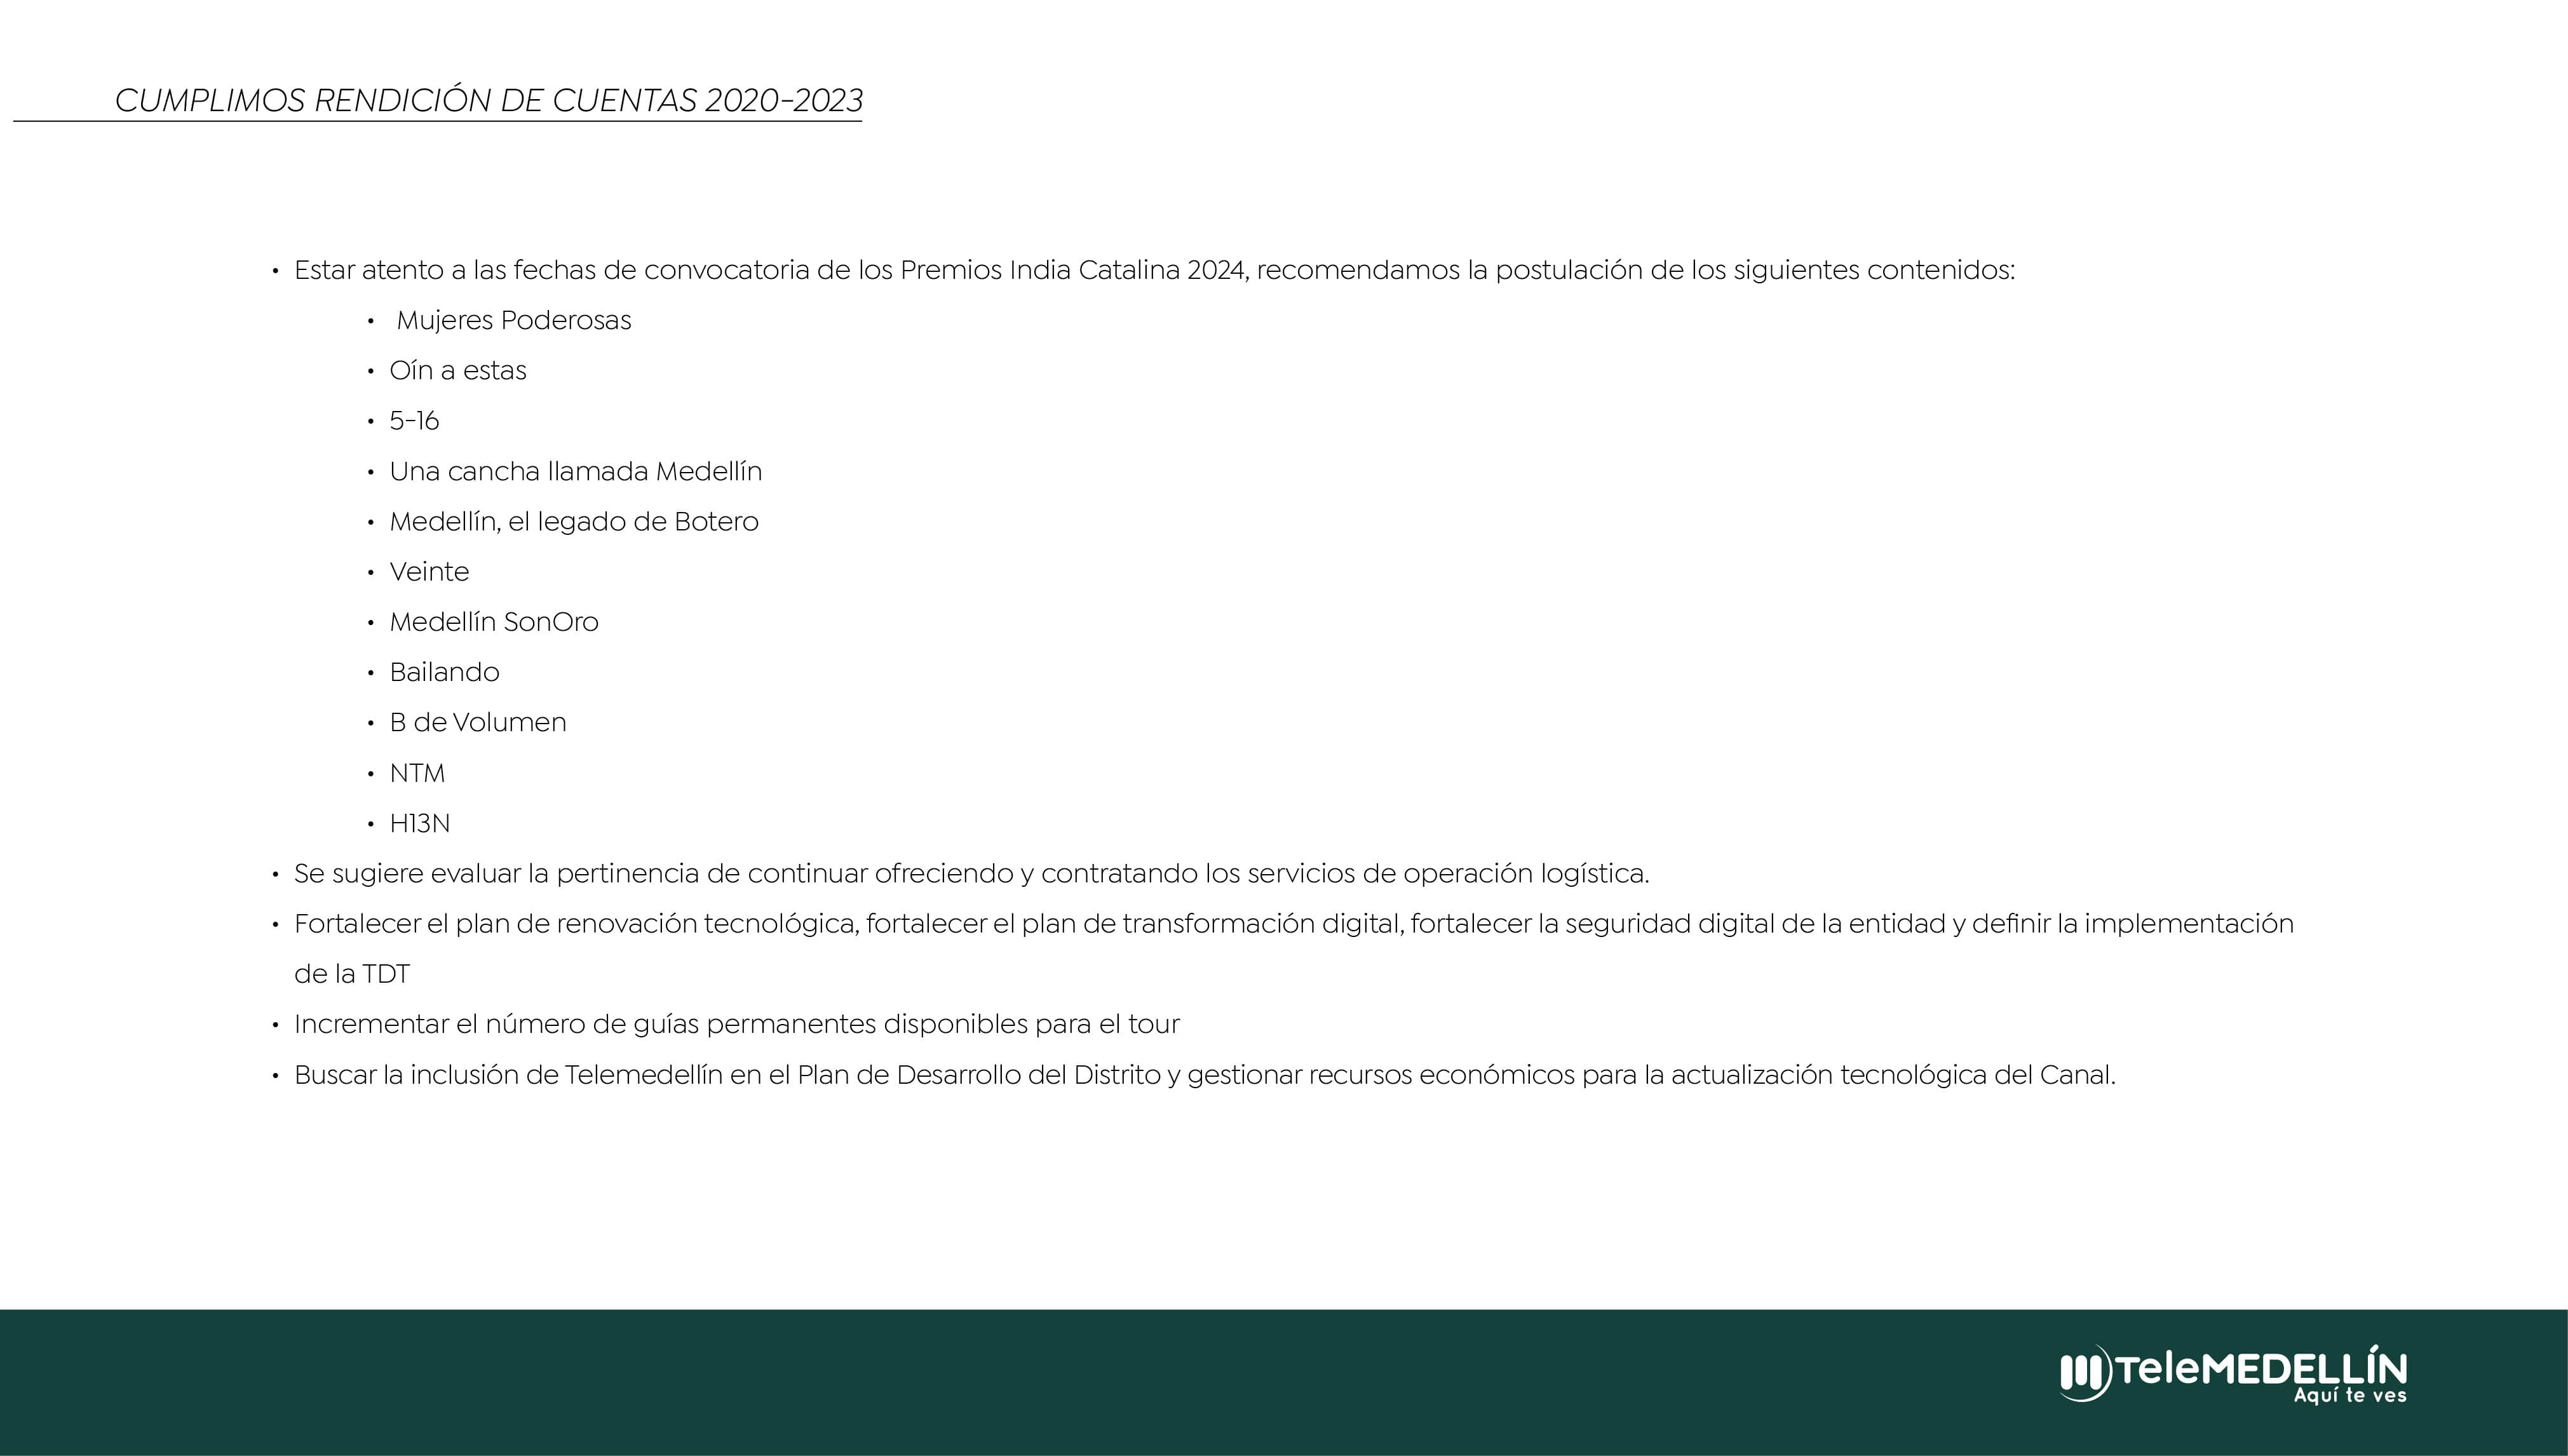 CUMPLIMOS RENDICIÓN DE CUENTAS 2020-2023
• Estar atento a las fechas de convocatoria de los Premios India Catalina 2024, recomendamos la postulación de los siguientes contenidos:
• Mujeres Poderosas
• Oín a estas
• 5-16
• Una cancha llamada Medellín
• Medellín, el legado de Botero
• Veinte
• Medellín SonOro
• Bailando
• B de Volumen
• NTM
• H13N
• Se sugiere evaluar la pertinencia de continuar ofreciendo y contratando los servicios de operación logística.
• Fortalecer el plan de renovación tecnológica, fortalecer el plan de transformación digital, fortalecer la seguridad digital de la entidad y definir la implementación
de la TDT
• Incrementar el número de guías permanentes disponibles para el tour
• Buscar la inclusión de Telemedellín en el Plan de Desarrollo del Distrito y gestionar recursos económicos para la actualización tecnológica del Canal.
TeleMEDELLÍN
Aquí te ves